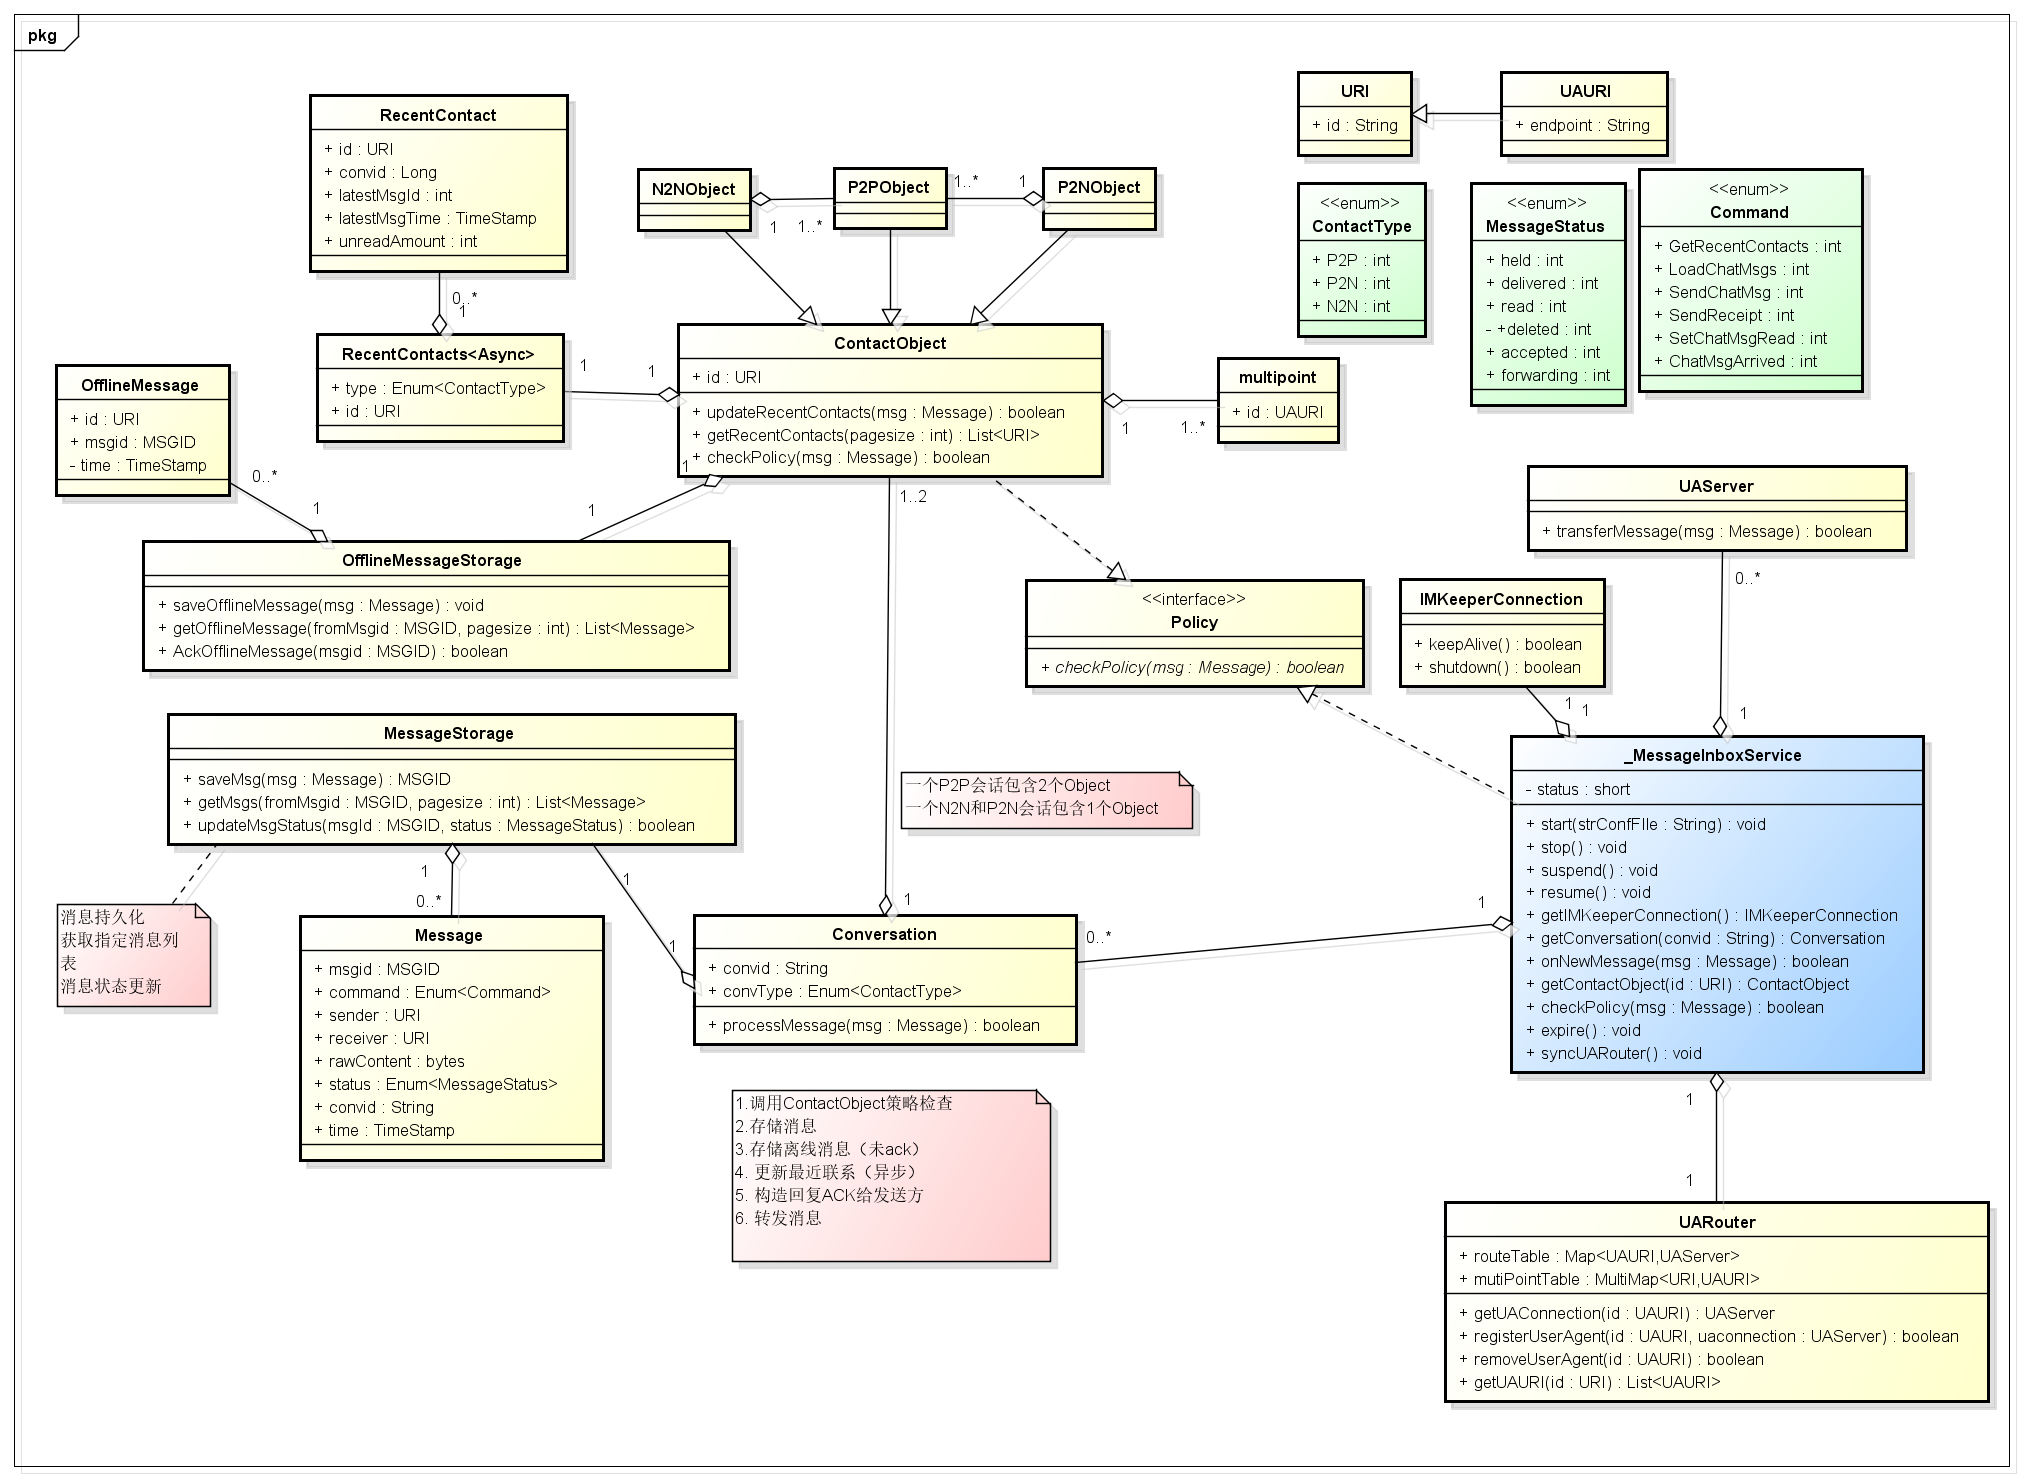 pkg
RecentContact
+ id : URI
+ convid : Long
+ latestMsgId : int
+ latestMsgTime : TimeStamp
+ unreadAmount : int
0..*
1
RecentContacts<Async>
+ type : Enum<ContactType>
+ id : URI
1
1
N2NObject
1
1..*
P2PObject
1..*
1
P2NObject
URI
+ id : String
UAURI
+ endpoint : String
<<enum>>
ContactType
+ P2P : int
+ P2N : int
+ N2N : int
<<enum>>
MessageStatus
+ held : int
+ delivered : int
+ read : int
- +deleted : int
+ accepted : int
+ forwarding : int
<<enum>>
Command
+ GetRecentContacts : int
+ LoadChatMsgs : int
+ SendChatMsg : int
+ SendReceipt : int
+ SetChatMsgRead : int
+ ChatMsgArrived : int
ContactObject
+ id : URI
+ updateRecentContacts(msg : Message) : boolean
+ getRecentContacts(pagesize : int) : List<URI>
+ checkPolicy(msg : Message) : boolean
1
1..*
multipoint
+ id : UAURI
OfflineMessage
+ id : URI
+ msgid : MSGID
- time : TimeStamp
0..*
1
1
1
1..2
OfflineMessageStorage
+ saveOfflineMessage(msg : Message) : void
+ getOfflineMessage(fromMsgid : MSGID, pagesize : int) : List<Message>
+ AckOfflineMessage(msgid : MSGID) : boolean
<<interface>>
Policy
+ checkPolicy(msg : Message) : boolean
UAServer
+ transferMessage(msg : Message) : boolean
0..*
1
IMKeeperConnection
+ keepAlive() : boolean
+ shutdown() : boolean
1
1
MessageStorage
+ saveMsg(msg : Message) : MSGID
+ getMsgs(fromMsgid : MSGID, pagesize : int) : List<Message>
+ updateMsgStatus(msgId : MSGID, status : MessageStatus) : boolean
1
0..*
1
1
一个P2P会话包含2个Object
一个N2N和P2N会话包含1个Object
_MessageInboxService
- status : short
+ start(strConfFIle : String) : void
+ stop() : void
+ suspend() : void
+ resume() : void
+ getIMKeeperConnection() : IMKeeperConnection
+ getConversation(convid : String) : Conversation
+ onNewMessage(msg : Message) : boolean
+ getContactObject(id : URI) : ContactObject
+ checkPolicy(msg : Message) : boolean
+ expire() : void
+ syncUARouter() : void
消息持久化
获取指定消息列
表
消息状态更新
Message
+ msgid : MSGID
+ command : Enum<Command>
+ sender : URI
+ receiver : URI
+ rawContent : bytes
+ status : Enum<MessageStatus>
+ convid : String
+ time : TimeStamp
1
Conversation
+ convid : String
+ convType : Enum<ContactType>
+ processMessage(msg : Message) : boolean
0..*
1
1.调用ContactObject策略检查
2.存储消息
3.存储离线消息（未ack）
4. 更新最近联系（异步）
5. 构造回复ACK给发送方
6. 转发消息
1
1
UARouter
+ routeTable : Map<UAURI,UAServer>
+ mutiPointTable : MultiMap<URI,UAURI>
+ getUAConnection(id : UAURI) : UAServer
+ registerUserAgent(id : UAURI, uaconnection : UAServer) : boolean
+ removeUserAgent(id : UAURI) : boolean
+ getUAURI(id : URI) : List<UAURI>